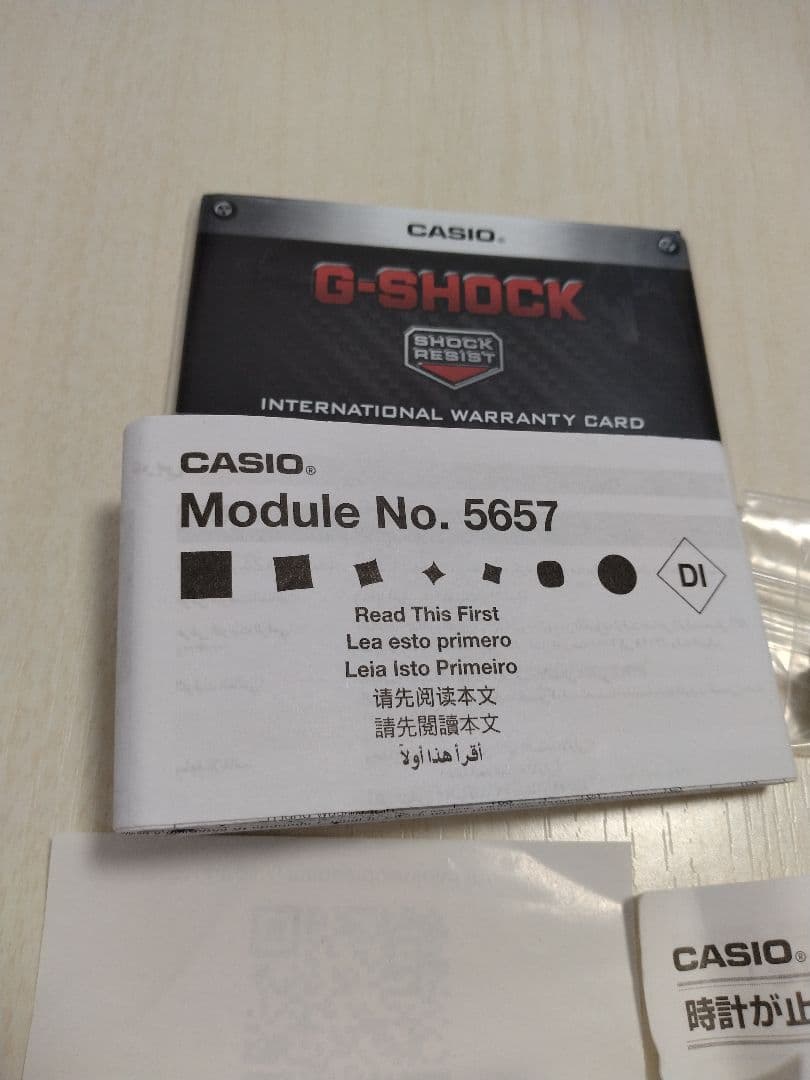 CASIO®
G-SHOCK
SHOCK
RESIST
INTERNATIONAL WARRANTY CARD
CASIO®
Module No. 5657
DI
Read This First
Lea esto primero
Leia Isto Primeiro
请先阅读本文
請先閱讀本文
أقرأ هذا أولاً
CASIO®
時計が止